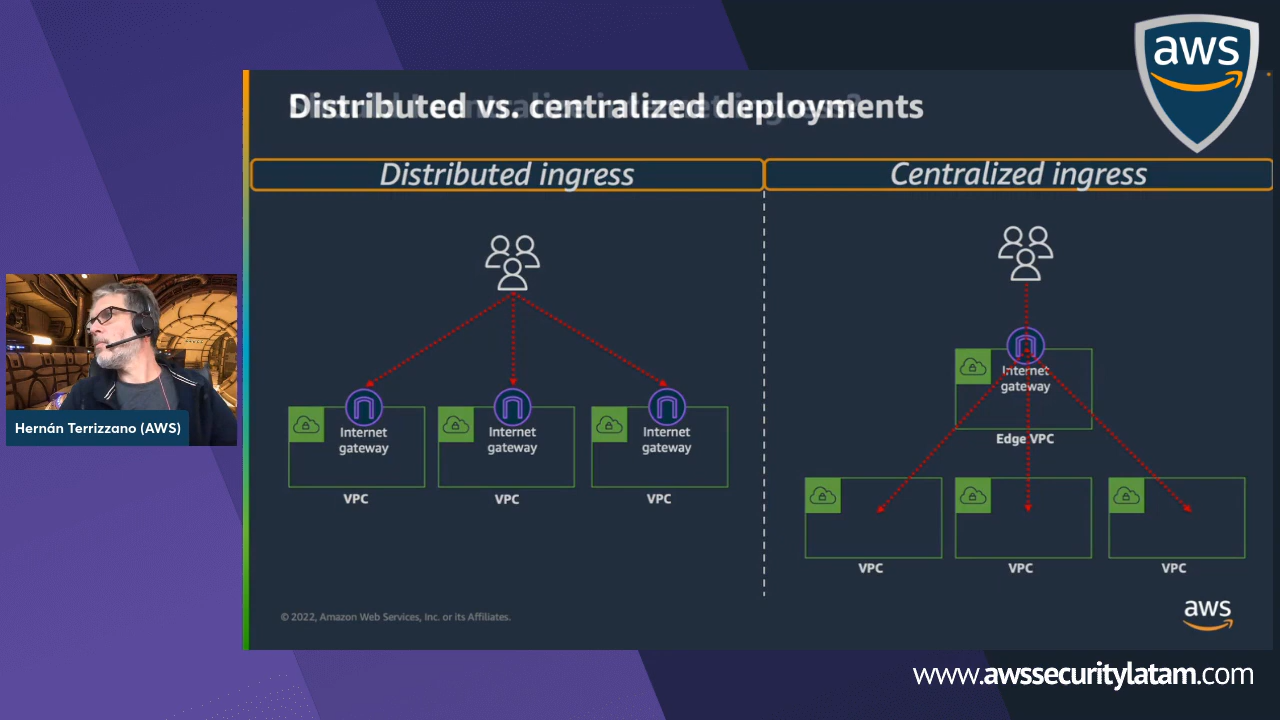 aws
Distributed vs. centralized deployments
Distributed ingress
Centralized ingress
Internet
gateway
VPC
Internet
gateway
VPC
Internet
gateway
VPC
Internet
gateway
Edge VPC
VPC
VPC
VPC
Hernán Terrizzano (AWS)
© 2022, Amazon Web Services, Inc. or its Affiliates.
aws
www.awssecuritylatam.com